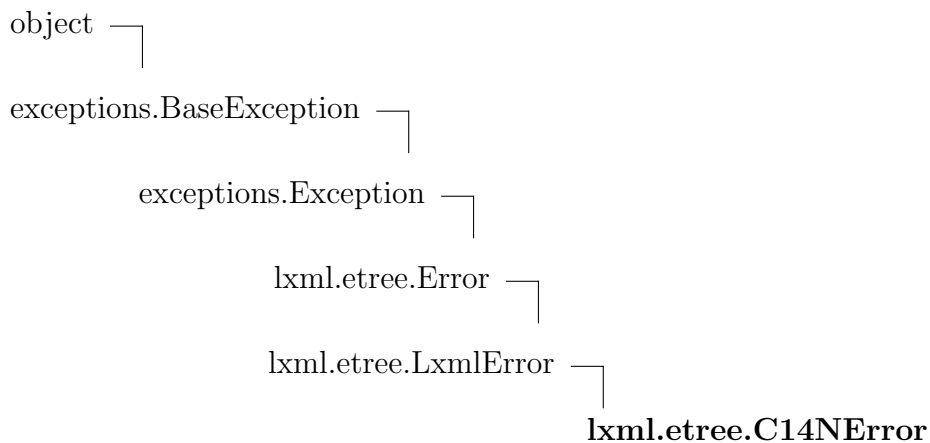 object
exceptions.BaseException
exceptions.Exception
lxml.etree.Error
lxml.etree.LxmlError
lxml.etree.C14NError